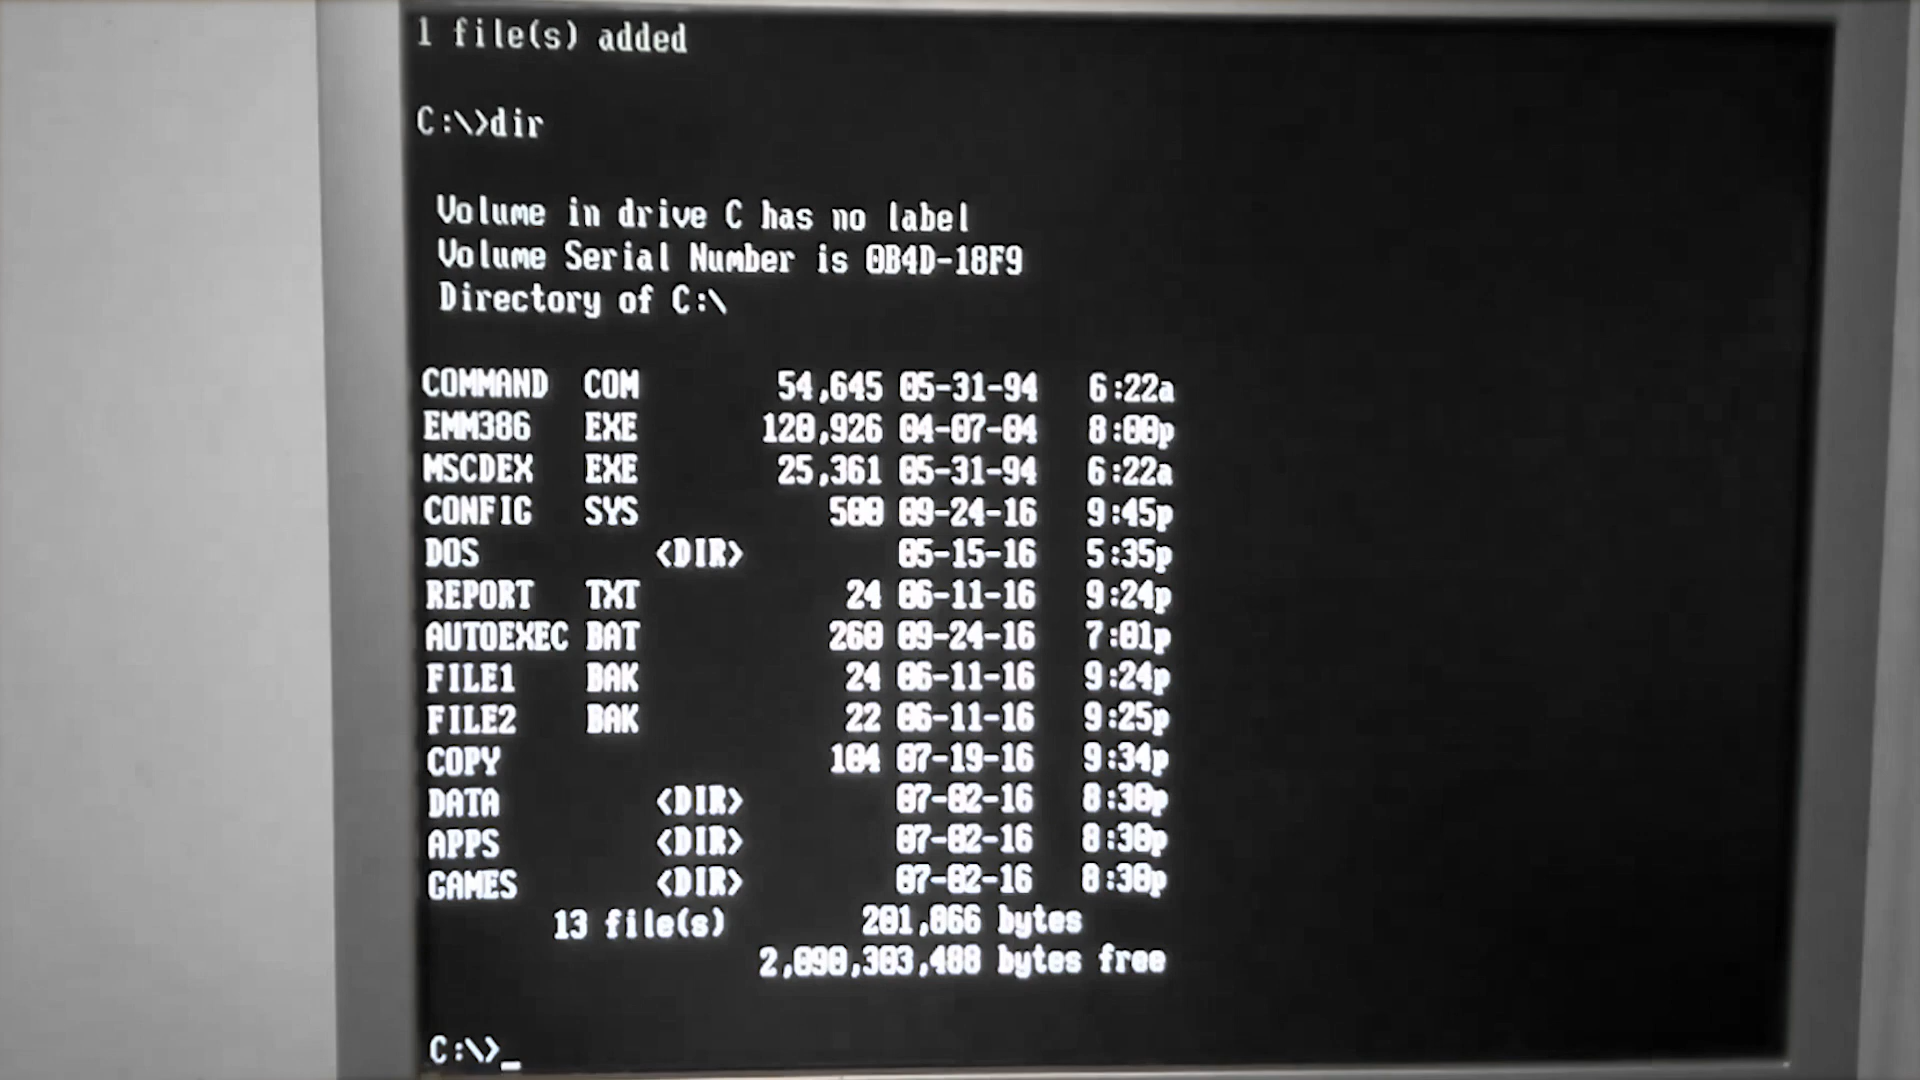 1 file(s) added
C:\>dir
Volume in drive C has no label
Volume Serial Number is 0B4D-18F9
Directory of C:\
COMMAND COM 54,645 05-31-94 6:22a
EMM386 EXE 120,926 04-07-04 8:00p
MSCDEX EXE 25,361 05-31-94 6:22a
CONFIG SYS 500 09-24-16 9:45p
DOS <DIR> 05-15-16 5:35p
REPORT TXT 24 06-11-16 9:24p
AUTOEXEC BAT 260 09-24-16 7:01p
FILE1 BAK 24 06-11-16 9:24p
FILE2 BAK 22 06-11-16 9:25p
COPY 104 07-19-16 9:34p
DATA <DIR> 07-02-16 8:30p
APPS <DIR> 07-02-16 8:30p
GAMES <DIR> 07-02-16 8:30p
13 file(s) 201,866 bytes
2,090,303,488 bytes free
C:\>_